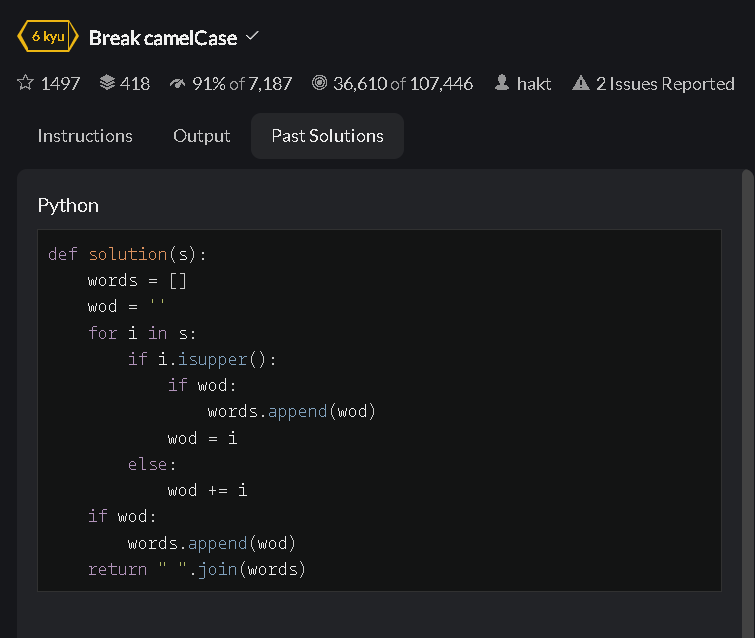 6 kyu Break camelCase
1497 418 91% of 7,187 36,610 of 107,446 hakt 2 Issues Reported
Instructions Output Past Solutions
Python
def solution(s):
    words = []
    wod = ''
    for i in s:
        if i.isupper():
            if wod:
                words.append(wod)
            wod = i
        else:
            wod += i
    if wod:
        words.append(wod)
    return " ".join(words)